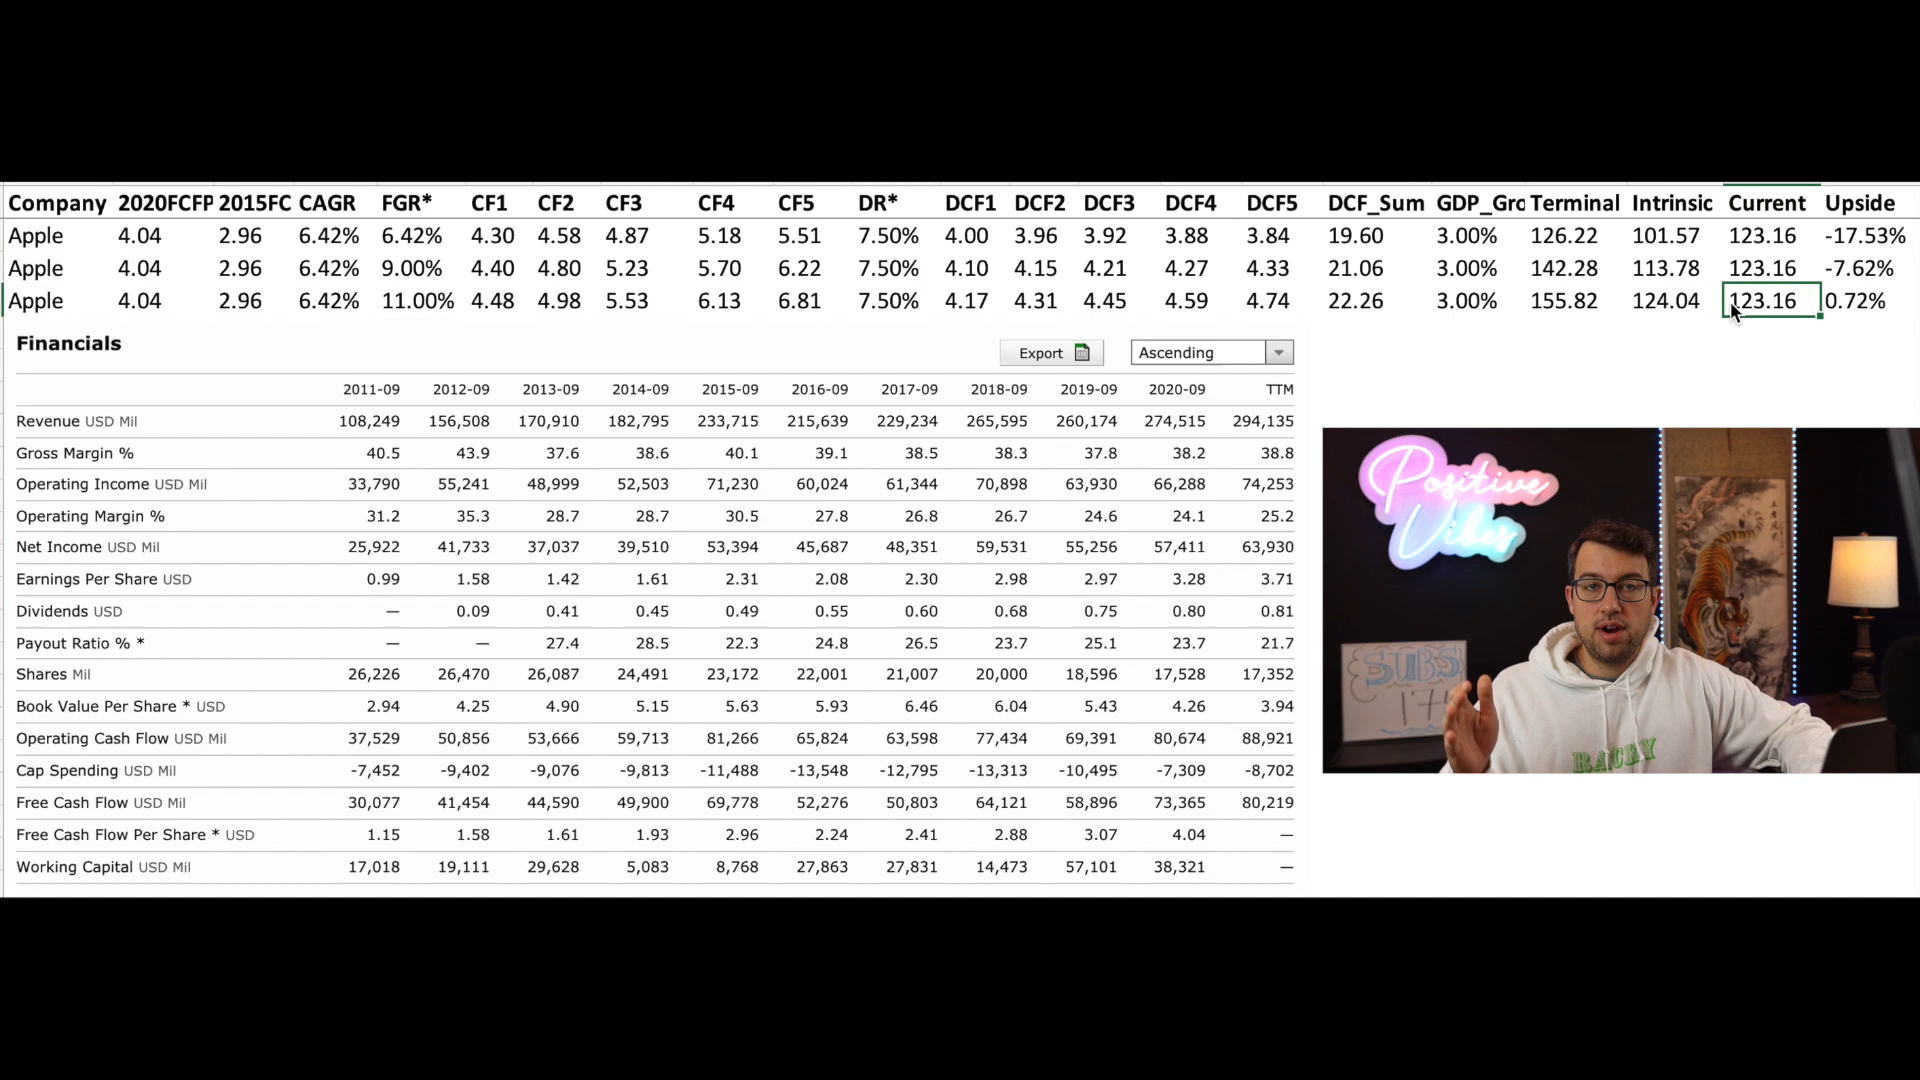 Company 2020FCFP 2015FC CAGR FGR* CF1 CF2 CF3 CF4 CF5 DR* DCF1 DCF2 DCF3 DCF4 DCF5 DCF_Sum GDP_Gro Terminal Intrinsic Current Upside
Apple 4.04 2.96 6.42% 6.42% 4.30 4.58 4.87 5.18 5.51 7.50% 4.00 3.96 3.92 3.88 3.84 19.60 3.00% 126.22 101.57 123.16 -17.53%
Apple 4.04 2.96 6.42% 9.00% 4.40 4.80 5.23 5.70 6.22 7.50% 4.10 4.15 4.21 4.27 4.33 21.06 3.00% 142.28 113.78 123.16 -7.62%
Apple 4.04 2.96 6.42% 11.00% 4.48 4.98 5.53 6.13 6.81 7.50% 4.17 4.31 4.45 4.59 4.74 22.26 3.00% 155.82 124.04 123.16 0.72%
Financials
Export Ascending
2011-09 2012-09 2013-09 2014-09 2015-09 2016-09 2017-09 2018-09 2019-09 2020-09 TTM
Revenue USD Mil 108,249 156,508 170,910 182,795 233,715 215,639 229,234 265,595 260,174 274,515 294,135
Gross Margin % 40.5 43.9 37.6 38.6 40.1 39.1 38.5 38.3 37.8 38.2 38.8
Operating Income USD Mil 33,790 55,241 48,999 52,503 71,230 60,024 61,344 70,898 63,930 66,288 74,253
Operating Margin % 31.2 35.3 28.7 28.7 30.5 27.8 26.8 26.7 24.6 24.1 25.2
Net Income USD Mil 25,922 41,733 37,037 39,510 53,394 45,687 48,351 59,531 55,256 57,411 63,930
Earnings Per Share USD 0.99 1.58 1.42 1.61 2.31 2.08 2.30 2.98 2.97 3.28 3.71
Dividends USD — 0.09 0.41 0.45 0.49 0.55 0.60 0.68 0.75 0.80 0.81
Payout Ratio % * — — 27.4 28.5 22.3 24.8 26.5 23.7 25.1 23.7 21.7
Shares Mil 26,226 26,470 26,087 24,491 23,172 22,001 21,007 20,000 18,596 17,528 17,352
Book Value Per Share * USD 2.94 4.25 4.90 5.15 5.63 5.93 6.46 6.04 5.43 4.26 3.94
Operating Cash Flow USD Mil 37,529 50,856 53,666 59,713 81,266 65,824 63,598 77,434 69,391 80,674 88,921
Cap Spending USD Mil -7,452 -9,402 -9,076 -9,813 -11,488 -13,548 -12,795 -13,313 -10,495 -7,309 -8,702
Free Cash Flow USD Mil 30,077 41,454 44,590 49,900 69,778 52,276 50,803 64,121 58,896 73,365 80,219
Free Cash Flow Per Share * USD 1.15 1.58 1.61 1.93 2.96 2.24 2.41 2.88 3.07 4.04 —
Working Capital USD Mil 17,018 19,111 29,628 5,083 8,768 27,863 27,831 14,473 57,101 38,321 —
Positive
Vibes
SUBS